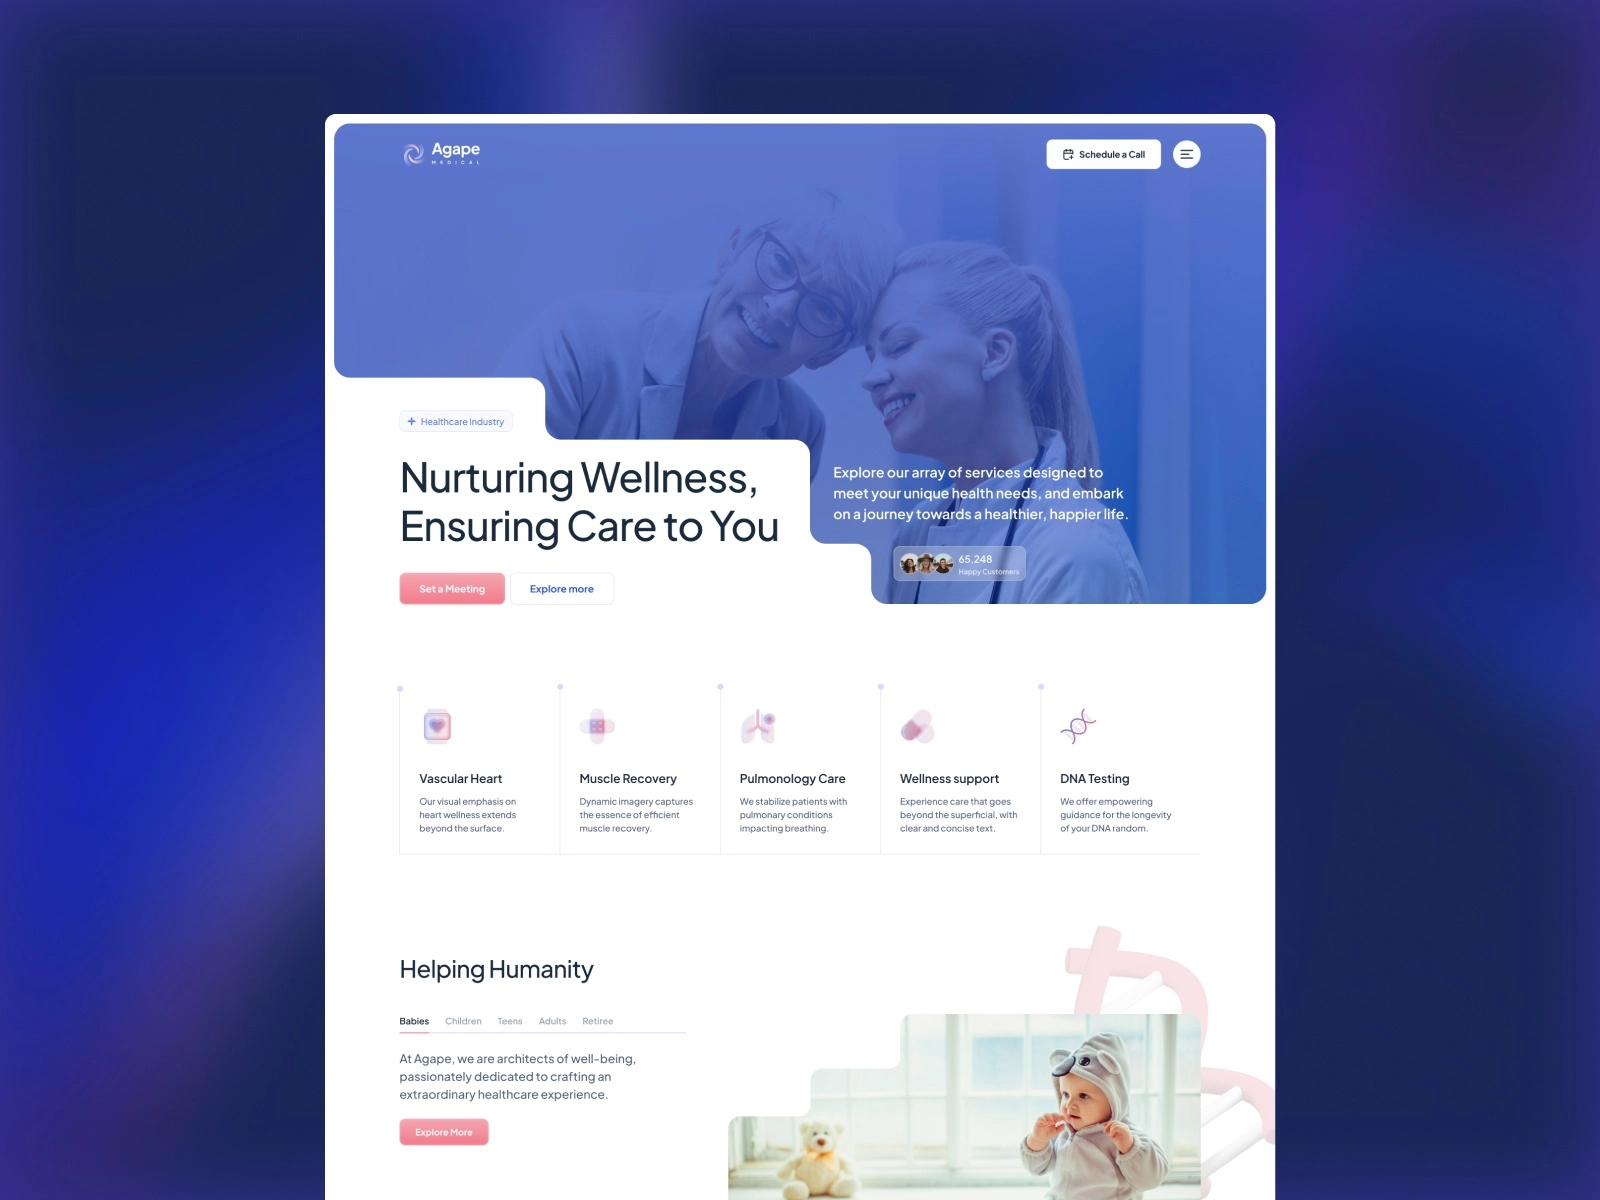 Agape
MEDICAL
Schedule a Call
Healthcare Industry
Nurturing Wellness,
Ensuring Care to You
Explore our array of services designed to
meet your unique health needs, and embark
on a journey towards a healthier, happier life.
65,248
Happy Customers
Set a Meeting
Explore more
Vascular Heart
Our visual emphasis on
heart wellness extends
beyond the surface.
Muscle Recovery
Dynamic imagery captures
the essence of efficient
muscle recovery.
Pulmonology Care
We stabilize patients with
pulmonary conditions
impacting breathing.
Wellness support
Experience care that goes
beyond the superficial, with
clear and concise text.
DNA Testing
We offer empowering
guidance for the longevity
of your DNA random.
Helping Humanity
Babies Children Teens Adults Retiree
At Agape, we are architects of well-being,
passionately dedicated to crafting an
extraordinary healthcare experience.
Explore More